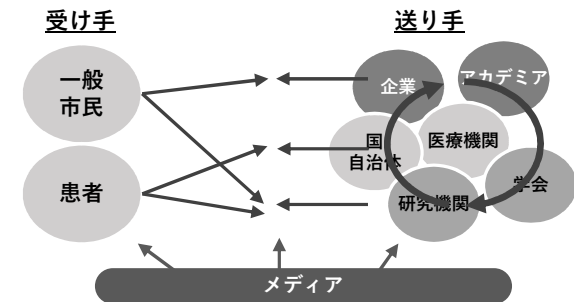 受け手
送り手
一般
市民
患者
企業
アカデミア
国
自治体
医療機関
学会
研究機関
メディア